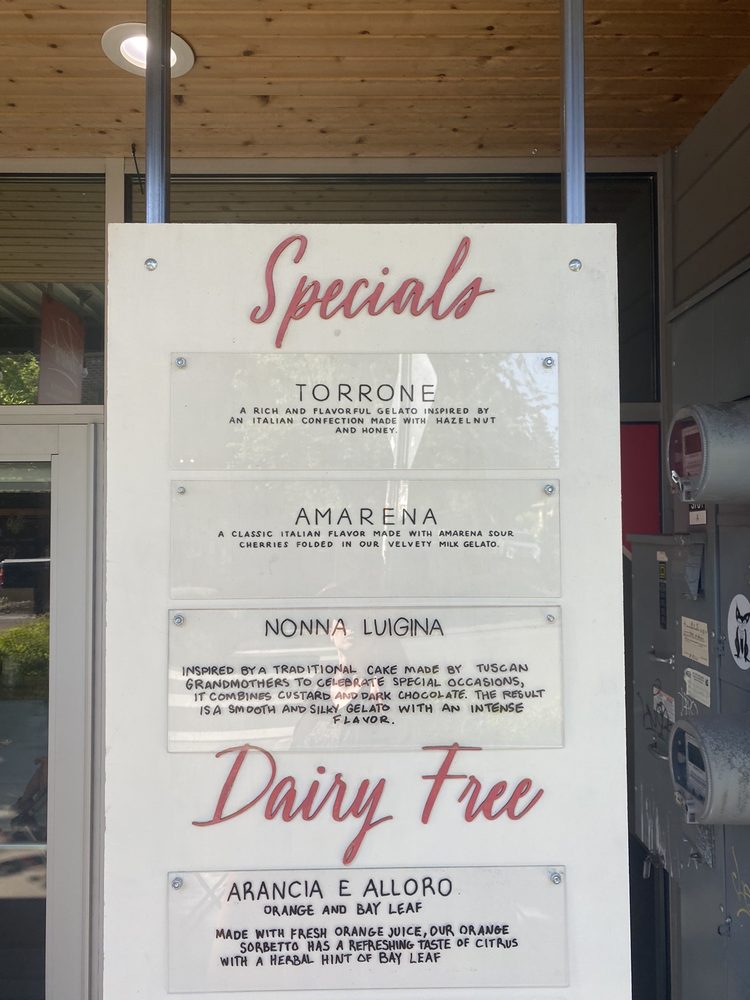 Specials
TORRONE
A RICH AND FLAVORFUL GELATO INSPIRED BY
AN ITALIAN CONFECTION MADE WITH HAZELNUT
AND HONEY.
AMARENA
A CLASSIC ITALIAN FLAVOR MADE WITH AMARENA SOUR
CHERRIES FOLDED IN OUR VELVETY MILK GELATO.
NONNA LUIGINA
INSPIRED BY A TRADITIONAL CAKE MADE BY TUSCAN
GRANDMOTHERS TO CELEBRATE SPECIAL OCCASIONS,
IT COMBINES CUSTARD AND DARK CHOCOLATE. THE RESULT
IS A SMOOTH AND SILKY GELATO WITH AN INTENSE
FLAVOR.
Dairy Free
ARANCIA E ALLORO
ORANGE AND BAY LEAF
MADE WITH FRESH ORANGE JUICE, OUR ORANGE
SORBETTO HAS A REFRESHING TASTE OF CITRUS
WITH A HERBAL HINT OF BAY LEAF